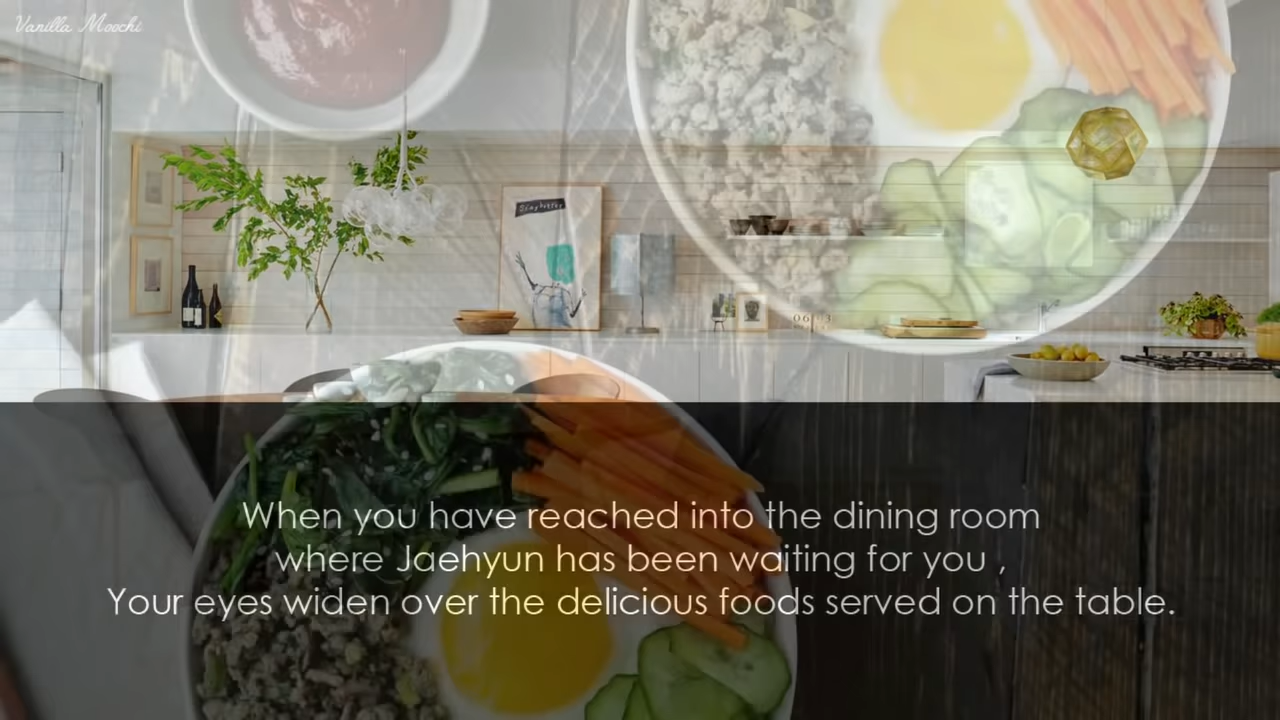 Vanilla Moochi
When you have reached into the dining room
where Jaehyun has been waiting for you ,
Your eyes widen over the delicious foods served on the table.